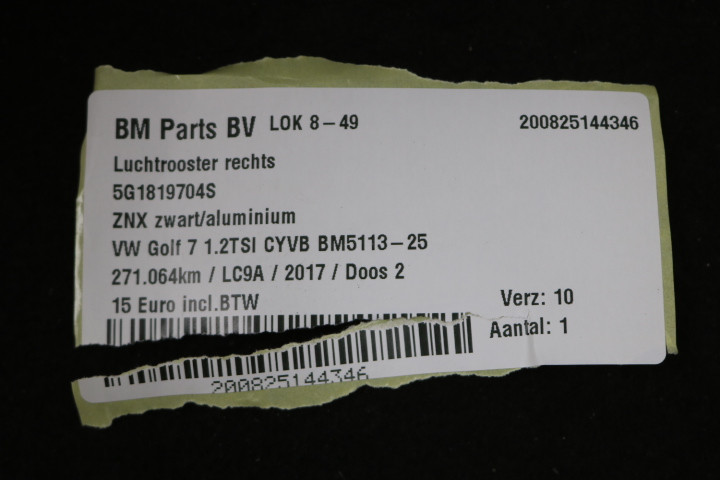 BM Parts BV LOK 8-49 200825144346
Luchtrooster rechts
5G1819704S
ZNX zwart/aluminium
VW Golf 7 1.2TSI CYVB BM5113-25
271.064km / LC9A / 2017 / Doos 2
15 Euro incl.BTW
Verz: 10
Aantal: 1
200825144346